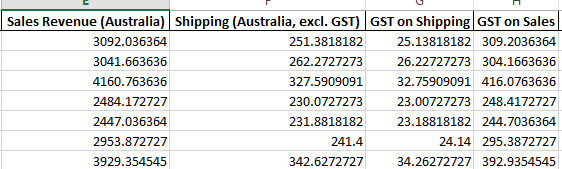 E F G H
Sales Revenue (Australia) Shipping (Australia, excl. GST) GST on Shipping GST on Sales
3092.036364 251.3818182 25.13818182 309.2036364
3041.663636 262.2727273 26.22727273 304.1663636
4160.763636 327.5909091 32.75909091 416.0763636
2484.172727 230.0727273 23.00727273 248.4172727
2447.036364 231.8818182 23.18818182 244.7036364
2953.872727 241.4 24.14 295.3872727
3929.354545 342.6272727 34.26272727 392.9354545